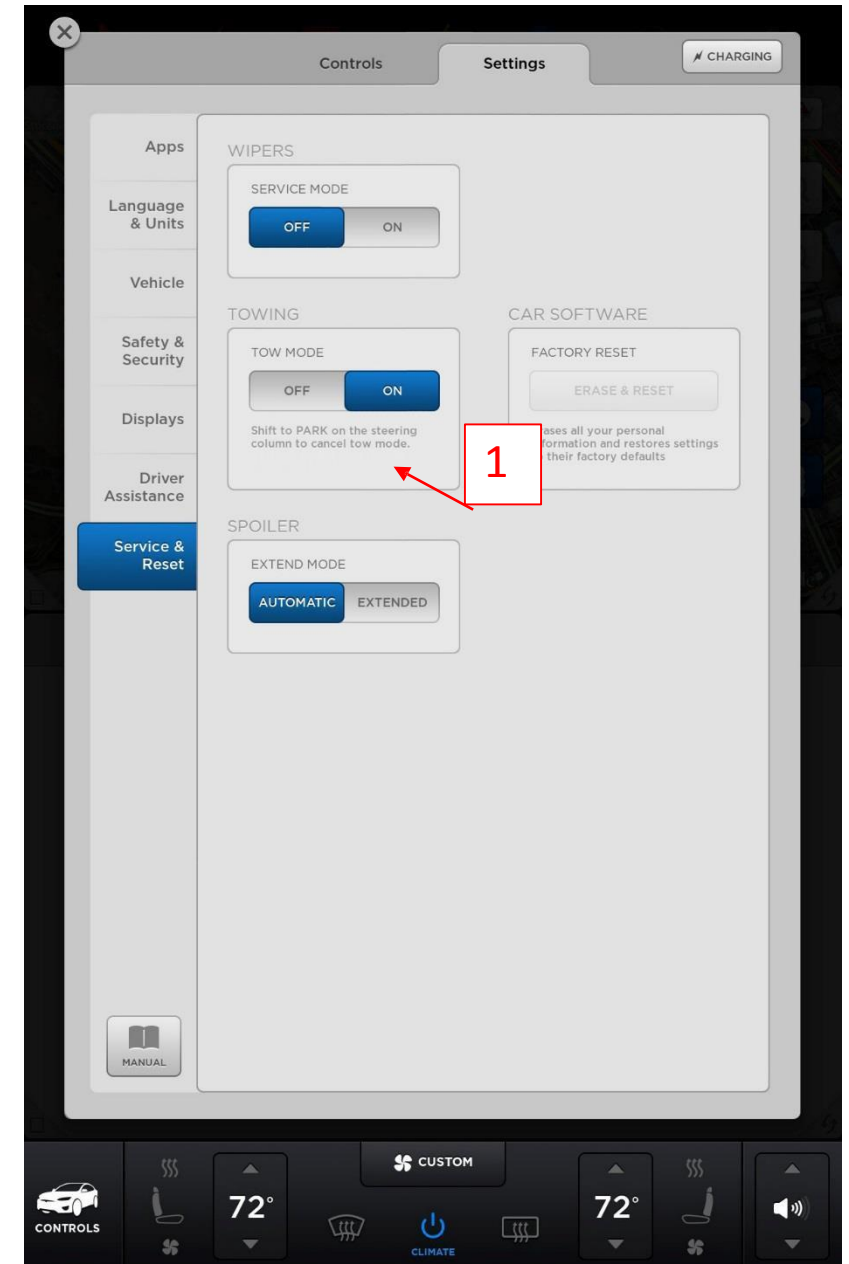 Controls
Settings
CHARGING
Apps
Language
& Units
Vehicle
Safety &
Security
Displays
Driver
Assistance
Service &
Reset
MANUAL
WIPERS
SERVICE MODE
OFF ON
TOWING
TOW MODE
OFF ON
Shift to PARK on the steering
column to cancel tow mode.
CAR SOFTWARE
FACTORY RESET
ERASE & RESET
all your personal
and restores settings
their factory defaults
1
SPOILER
EXTEND MODE
AUTOMATIC EXTENDED
CUSTOM
72°
72°
CONTROLS
CLIMATE